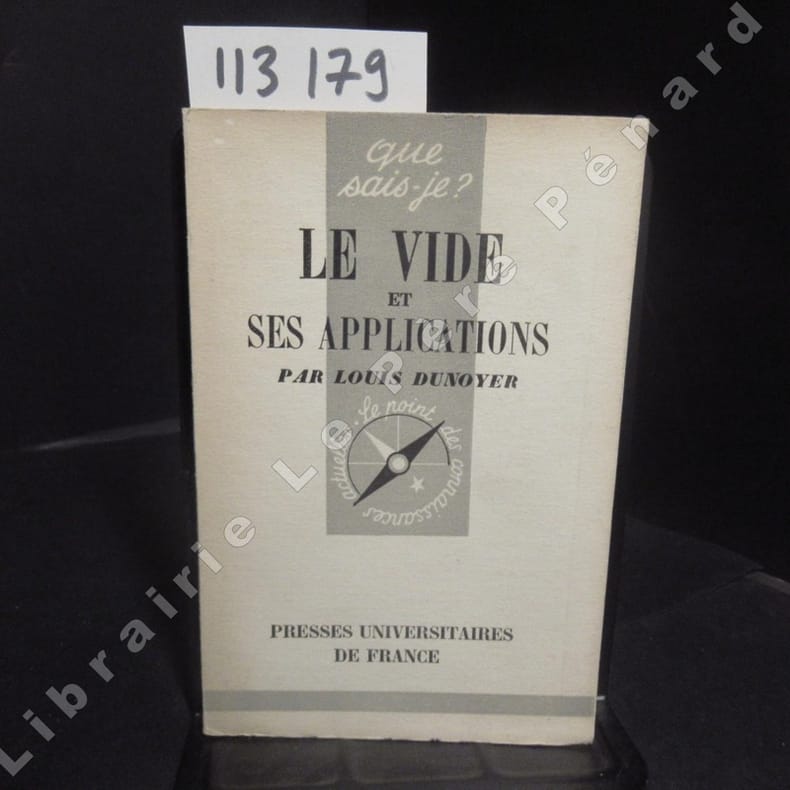 113 179
que
sais-je?
LE VIDE
ET
SES APPLICATIONS
PAR LOUIS DUNOYER
Le point des connaissances actuelles
PRESSES UNIVERSITAIRES
DE FRANCE
Librairie Le Père Pénard